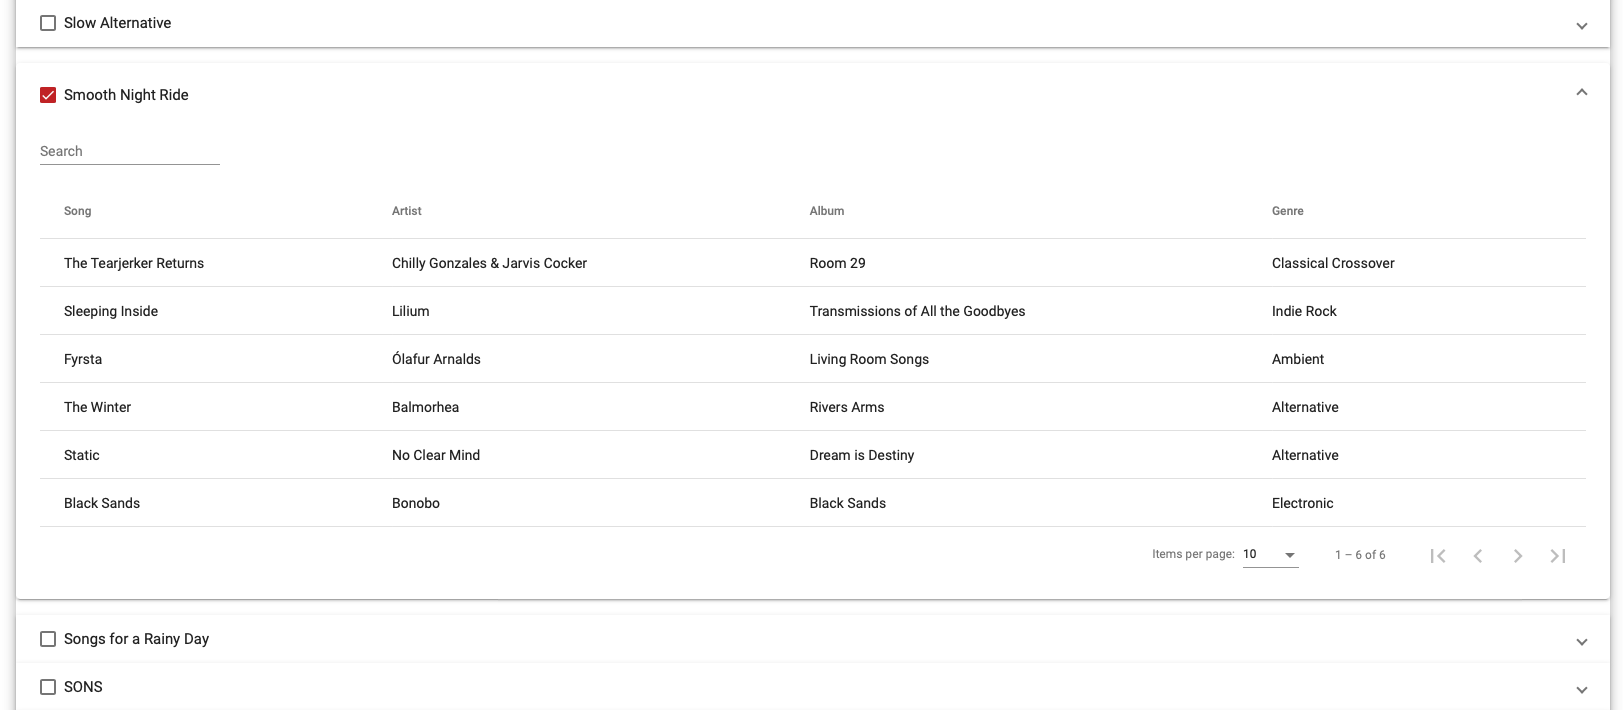 Slow Alternative
Smooth Night Ride
Search
Song Artist Album Genre
The Tearjerker Returns Chilly Gonzales & Jarvis Cocker Room 29 Classical Crossover
Sleeping Inside Lilium Transmissions of All the Goodbyes Indie Rock
Fyrsta Ólafur Arnalds Living Room Songs Ambient
The Winter Balmorhea Rivers Arms Alternative
Static No Clear Mind Dream is Destiny Alternative
Black Sands Bonobo Black Sands Electronic
Items per page: 10 1 – 6 of 6
Songs for a Rainy Day
SONS